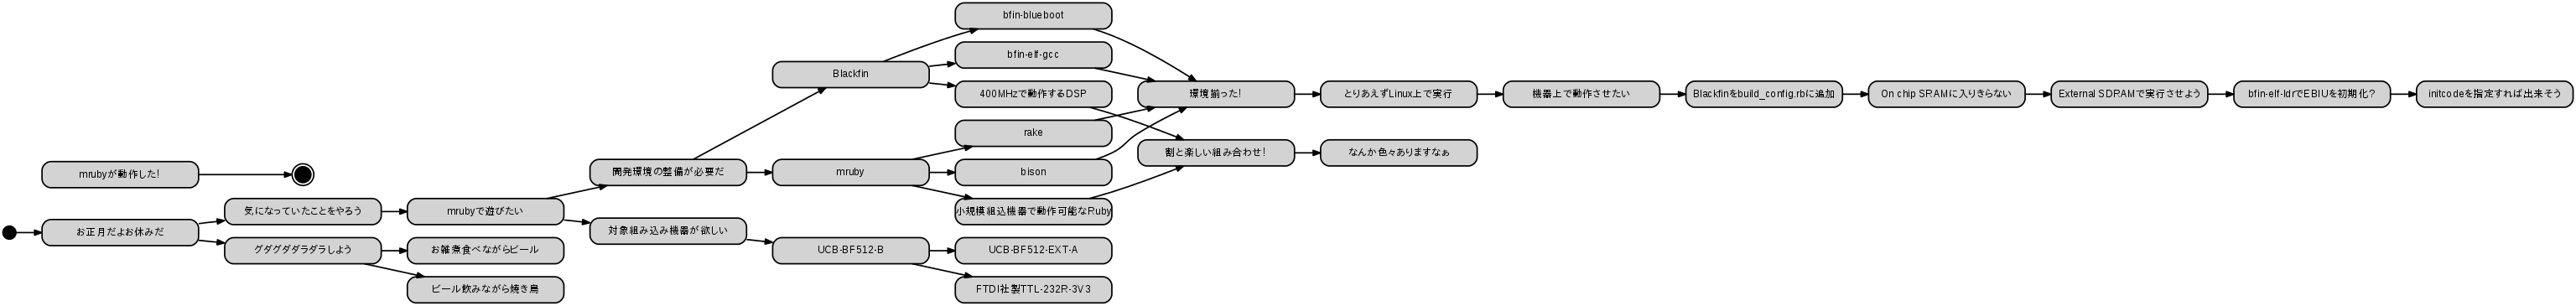 mrubyが動作した!
お正月だよお休みだ
気になっていたことをやろう
グダグダダラダラしよう
mrubyで遊びたい
お雑煮食べながらビール
ビール飲みながら焼き鳥
開発環境の整備が必要だ
対象組み込み機器が欲しい
Blackfin
mruby
UCB-BF512-B
bfin-blueboot
bfin-elf-gcc
400MHzで動作するDSP
rake
bison
小規模組込機器で動作可能なRuby
UCB-BF512-EXT-A
FTDI社製TTL-232R-3V3
環境揃った!
割と楽しい組み合わせ!
とりあえずLinux上で実行
なんか色々ありますなぁ
機器上で動作させたい
Blackfinをbuild_config.rbに追加
On chip SRAMに入りきらない
External SDRAMで実行させよう
bfin-elf-ldrでEBIUを初期化?
initcodeを指定すれば出来そう